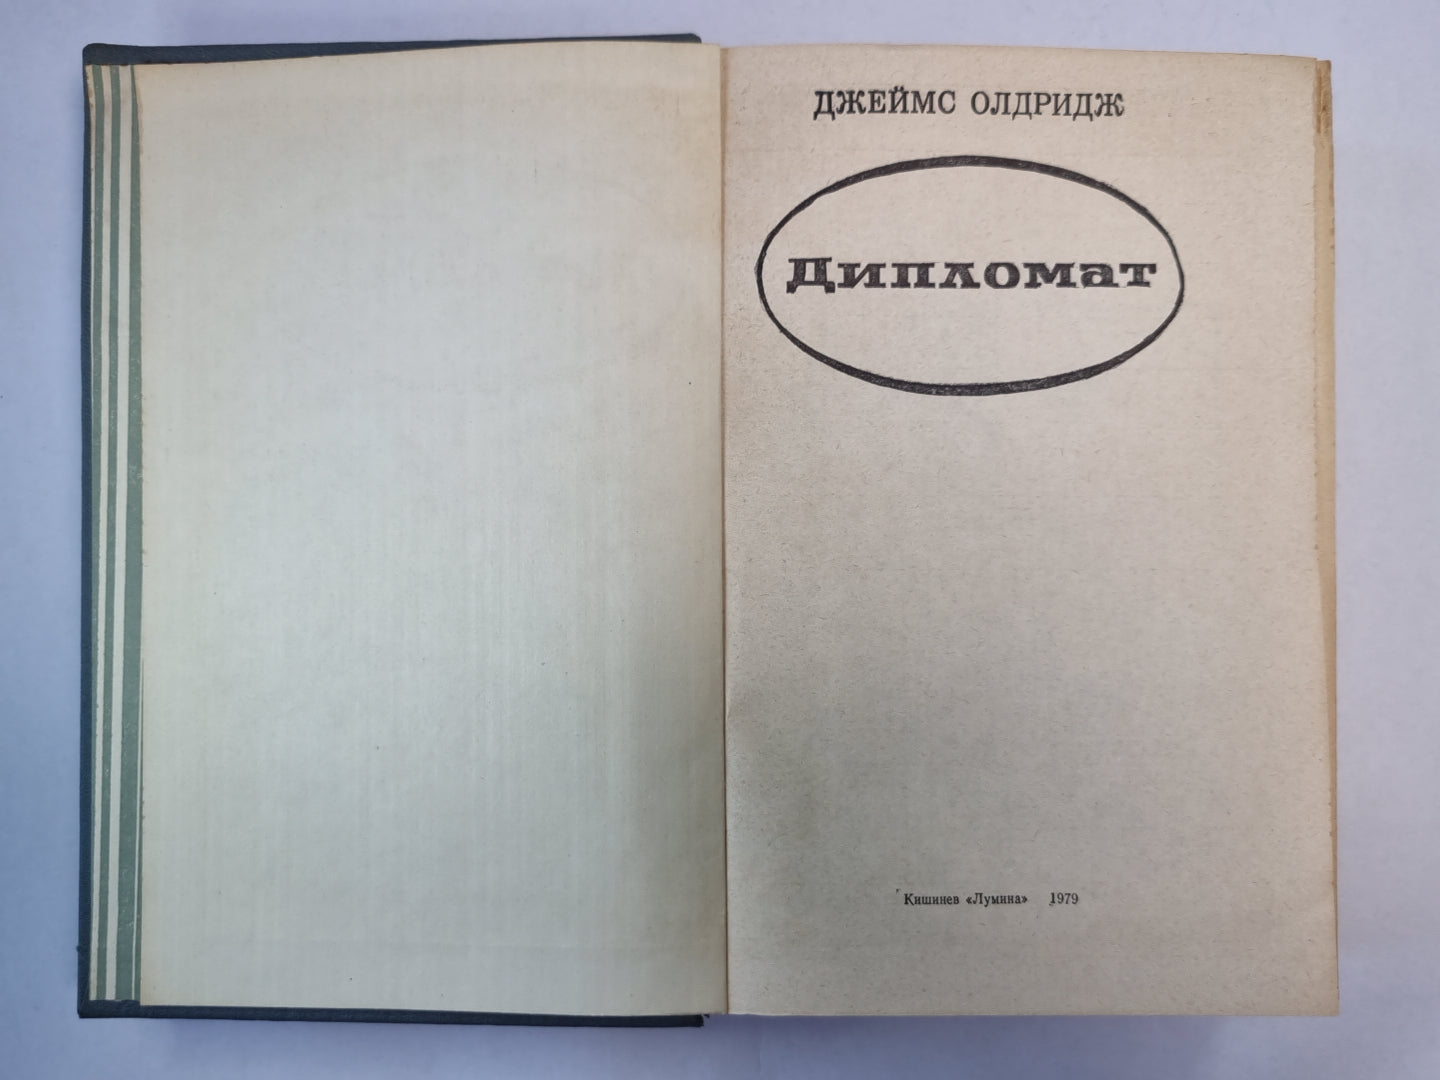 ДЖЕЙМС ОЛДРИДЖ
Дипломат
Кишинев «Лумина» 1979